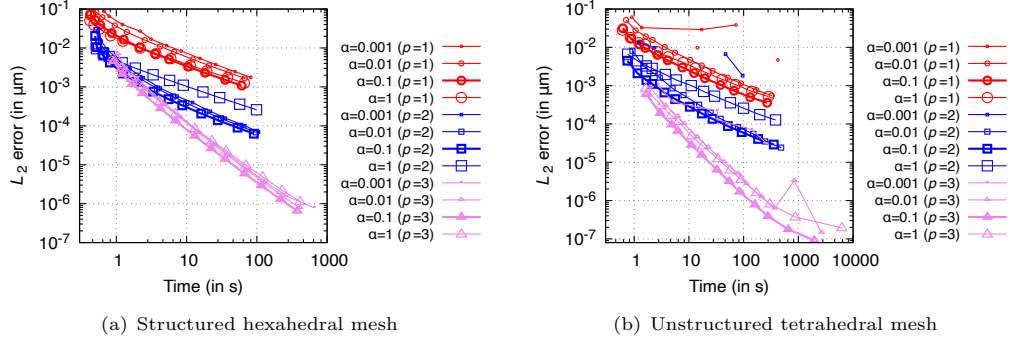 10⁻¹
10⁻²
10⁻³
10⁻⁴
10⁻⁵
10⁻⁶
10⁻⁷
L₂ error (in μm)
1
10
100
1000
Time (in s)
α=0.001 (p=1)
α=0.01 (p=1)
α=0.1 (p=1)
α=1 (p=1)
α=0.001 (p=2)
α=0.01 (p=2)
α=0.1 (p=2)
α=1 (p=2)
α=0.001 (p=3)
α=0.01 (p=3)
α=0.1 (p=3)
α=1 (p=3)
(a) Structured hexahedral mesh
10⁻¹
10⁻²
10⁻³
10⁻⁴
10⁻⁵
10⁻⁶
10⁻⁷
L₂ error (in μm)
1
10
100
1000
10000
Time (in s)
α=0.001 (p=1)
α=0.01 (p=1)
α=0.1 (p=1)
α=1 (p=1)
α=0.001 (p=2)
α=0.01 (p=2)
α=0.1 (p=2)
α=1 (p=2)
α=0.001 (p=3)
α=0.01 (p=3)
α=0.1 (p=3)
α=1 (p=3)
(b) Unstructured tetrahedral mesh